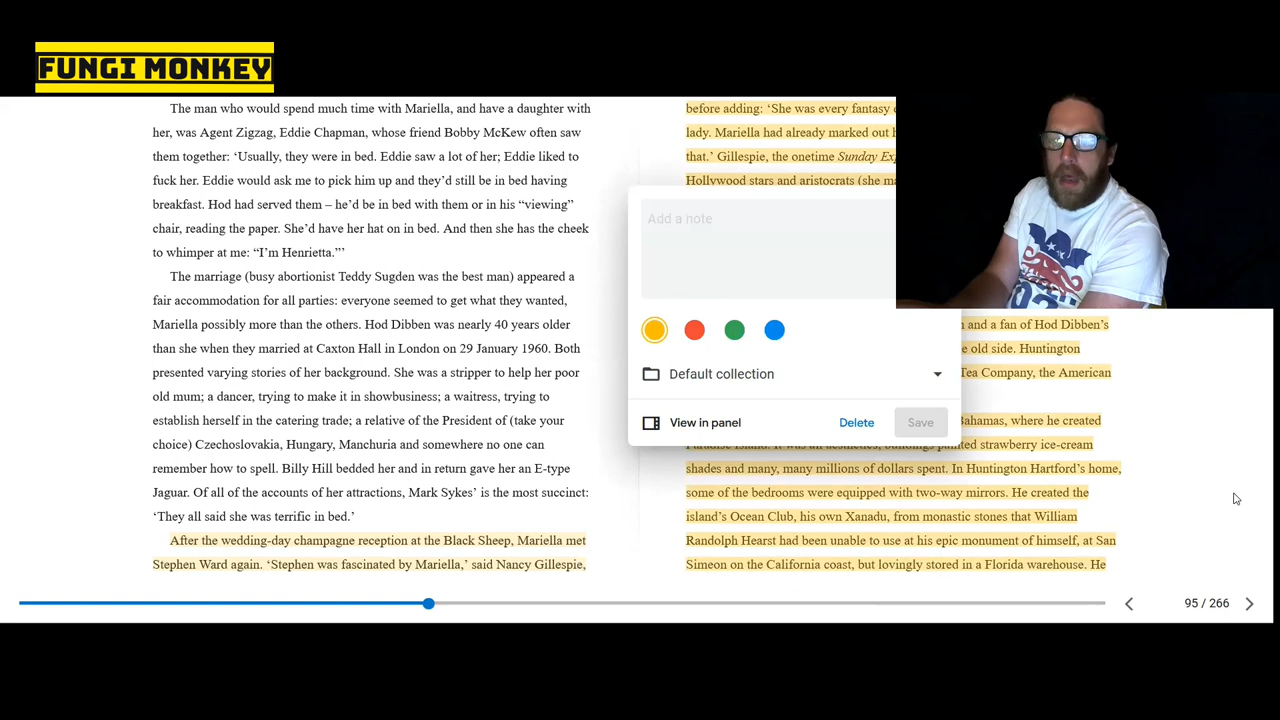 FUNGI MONKEY
The man who would spend much time with Mariella, and have a daughter with
her, was Agent Zigzag, Eddie Chapman, whose friend Bobby McKew often saw
them together: ‘Usually, they were in bed. Eddie saw a lot of her; Eddie liked to
fuck her. Eddie would ask me to pick him up and they’d still be in bed having
breakfast. Hod had served them – he’d be in bed with them or in his “viewing”
chair, reading the paper. She’d have her hat on in bed. And then she has the cheek
to whimper at me: “I’m Henrietta.”’
The marriage (busy abortionist Teddy Sugden was the best man) appeared a
fair accommodation for all parties: everyone seemed to get what they wanted,
Mariella possibly more than the others. Hod Dibben was nearly 40 years older
than she when they married at Caxton Hall in London on 29 January 1960. Both
presented varying stories of her background. She was a stripper to help her poor
old mum; a dancer, trying to make it in showbusiness; a waitress, trying to
establish herself in the catering trade; a relative of the President of (take your
choice) Czechoslovakia, Hungary, Manchuria and somewhere no one can
remember how to spell. Billy Hill bedded her and in return gave her an E-type
Jaguar. Of all of the accounts of her attractions, Mark Sykes’ is the most succinct:
‘They all said she was terrific in bed.’
After the wedding-day champagne reception at the Black Sheep, Mariella met
Stephen Ward again. ‘Stephen was fascinated by Mariella,’ said Nancy Gillespie,
before adding: ‘She was every fantasy
lady. Mariella had already marked out
that.’ Gillespie, the onetime Sunday
Hollywood stars and aristocrats (she
Add a note
Default collection
View in panel
Delete
Save
and a fan of Hod Dibben’s
old side. Huntington
Tea Company, the American
Bahamas, where he created
Paradise Island. It was all aesthetics, buildings painted strawberry ice-cream
shades and many, many millions of dollars spent. In Huntington Hartford’s home,
some of the bedrooms were equipped with two-way mirrors. He created the
island’s Ocean Club, his own Xanadu, from monastic stones that William
Randolph Hearst had been unable to use at his epic monument of himself, at San
Simeon on the California coast, but lovingly stored in a Florida warehouse. He
95 / 266